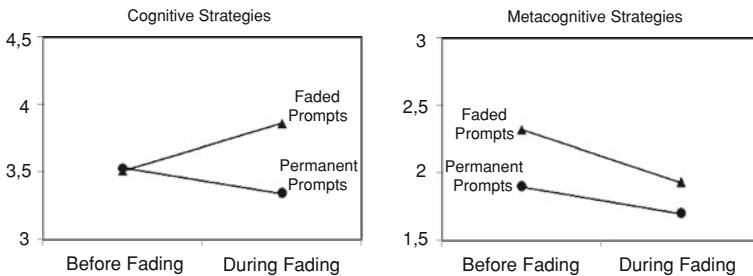 Cognitive Strategies
4,5
4
3,5
3
Faded
Prompts
Permanent
Prompts
Before Fading
During Fading
Metacognitive Strategies
3
2,5
2
1,5
Faded
Prompts
Permanent
Prompts
Before Fading
During Fading